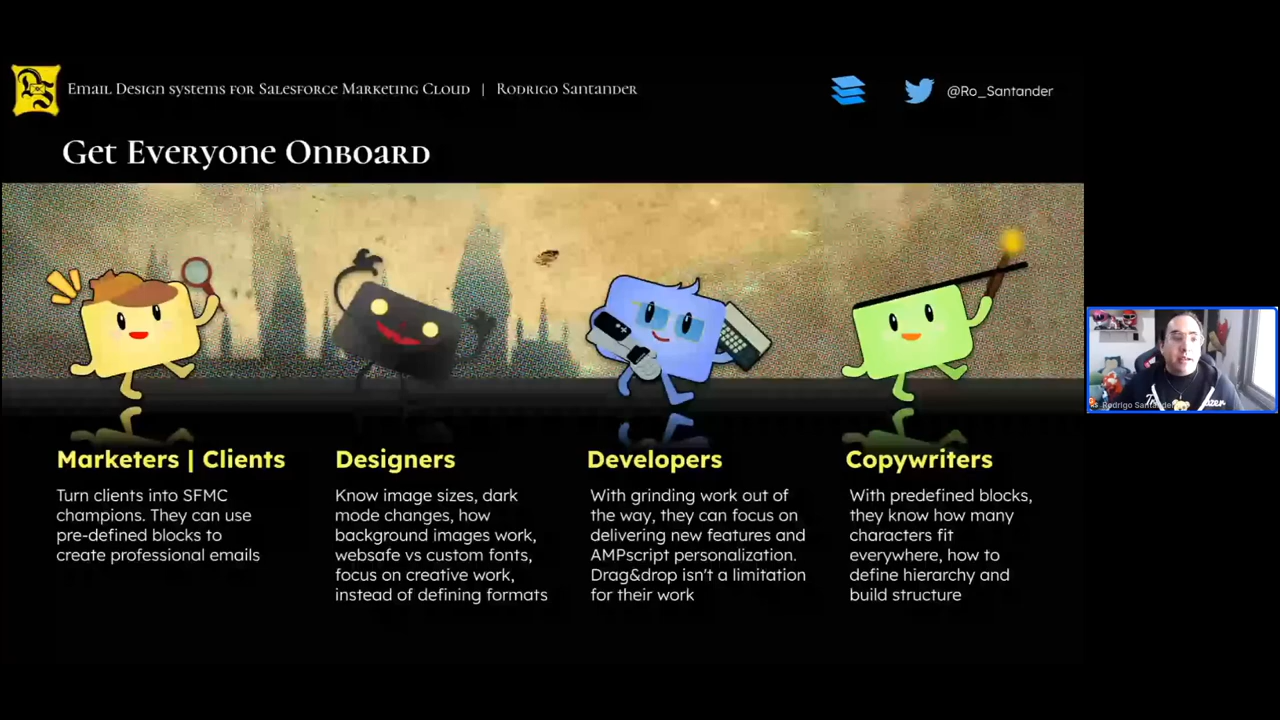 Email Design systems for Salesforce Marketing Cloud | Rodrigo Santander
@Ro_Santander
Get Everyone Onboard
Marketers | Clients
Turn clients into SFMC
champions. They can use
pre-defined blocks to
create professional emails
Designers
Know image sizes, dark
mode changes, how
background images work,
websafe vs custom fonts,
focus on creative work,
instead of defining formats
Developers
With grinding work out of
the way, they can focus on
delivering new features and
AMPscript personalization.
Drag&drop isn't a limitation
for their work
Copywriters
With predefined blocks,
they know how many
characters fit
everywhere, how to
define hierarchy and
build structure
Rodrigo Santander